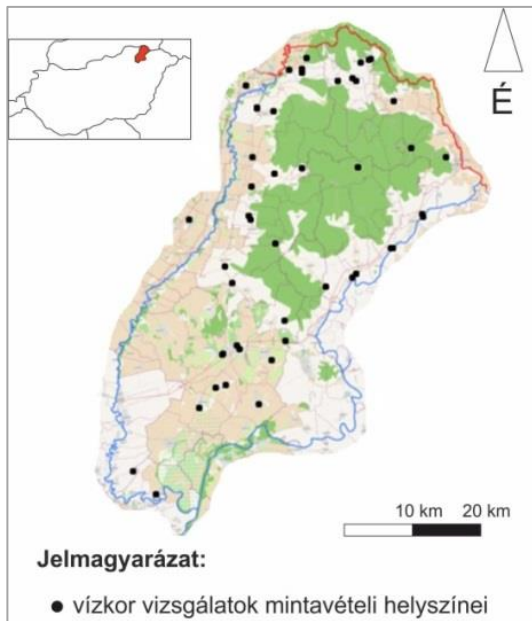 É
10 km 20 km
Jelmagyarázat:
vízkor vizsgálatok mintavételi helyszínei